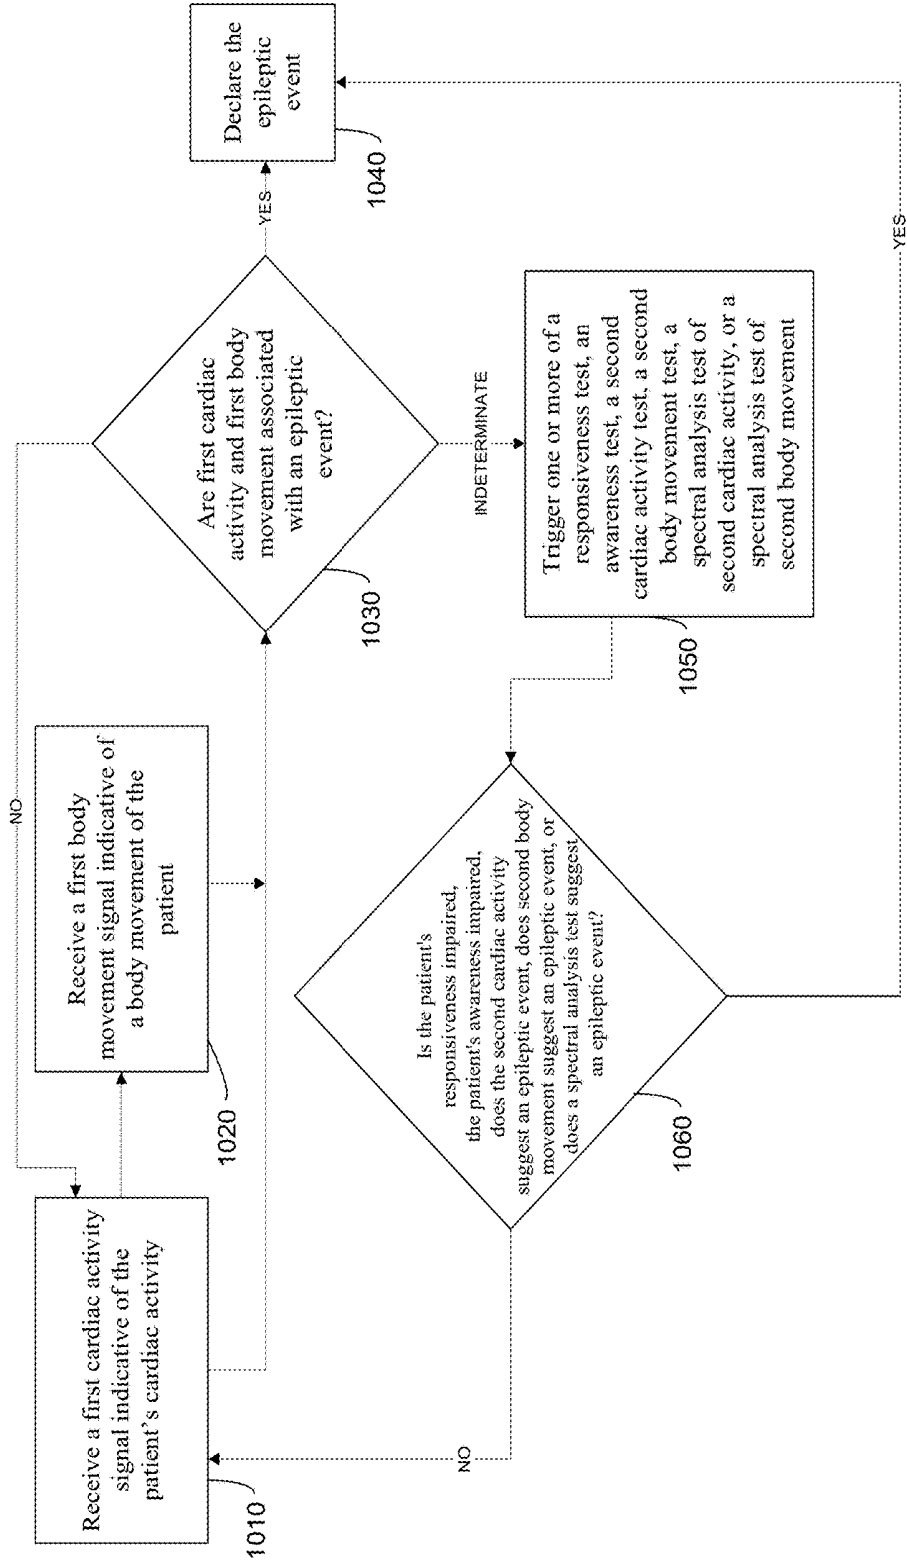 Receive a first cardiac activity
signal indicative of the
patient's cardiac activity
1010
Receive a first body
movement signal indicative of
a body movement of the
patient
1020
NO
Are first cardiac
activity and first body
movement associated
with an epileptic
event?
1030
YES
Declare the
epileptic
event
1040
INDETERMINATE
Trigger one or more of a
responsiveness test, an
awareness test, a second
cardiac activity test, a second
body movement test, a
spectral analysis test of
second cardiac activity, or a
spectral analysis test of
second body movement
1050
Is the patient's
responsiveness impaired,
the patient's awareness impaired,
does the second cardiac activity
suggest an epileptic event, does second body
movement suggest an epileptic event, or
does a spectral analysis test suggest
an epileptic event?
1060
NO
YES